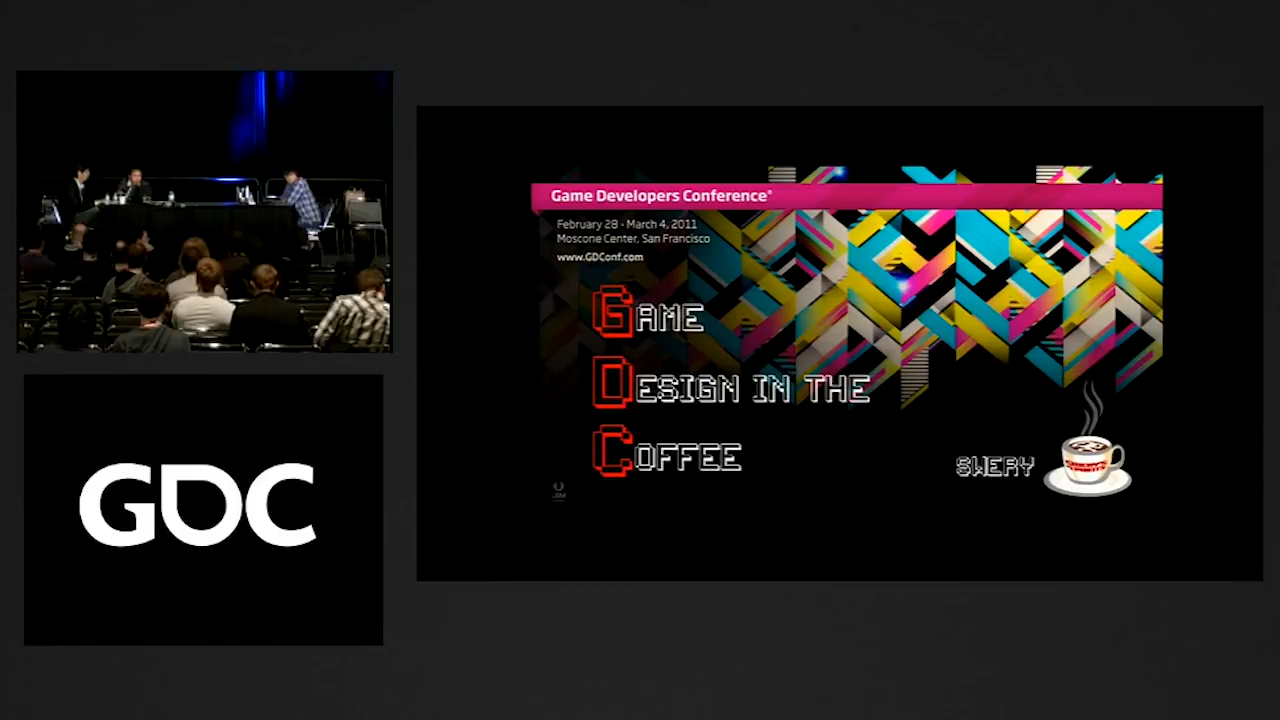 Game Developers Conference®
February 28 - March 4, 2011
Moscone Center, San Francisco
www.GDConf.com
GAME
DESIGN IN THE
COFFEE
SWERY
GDC